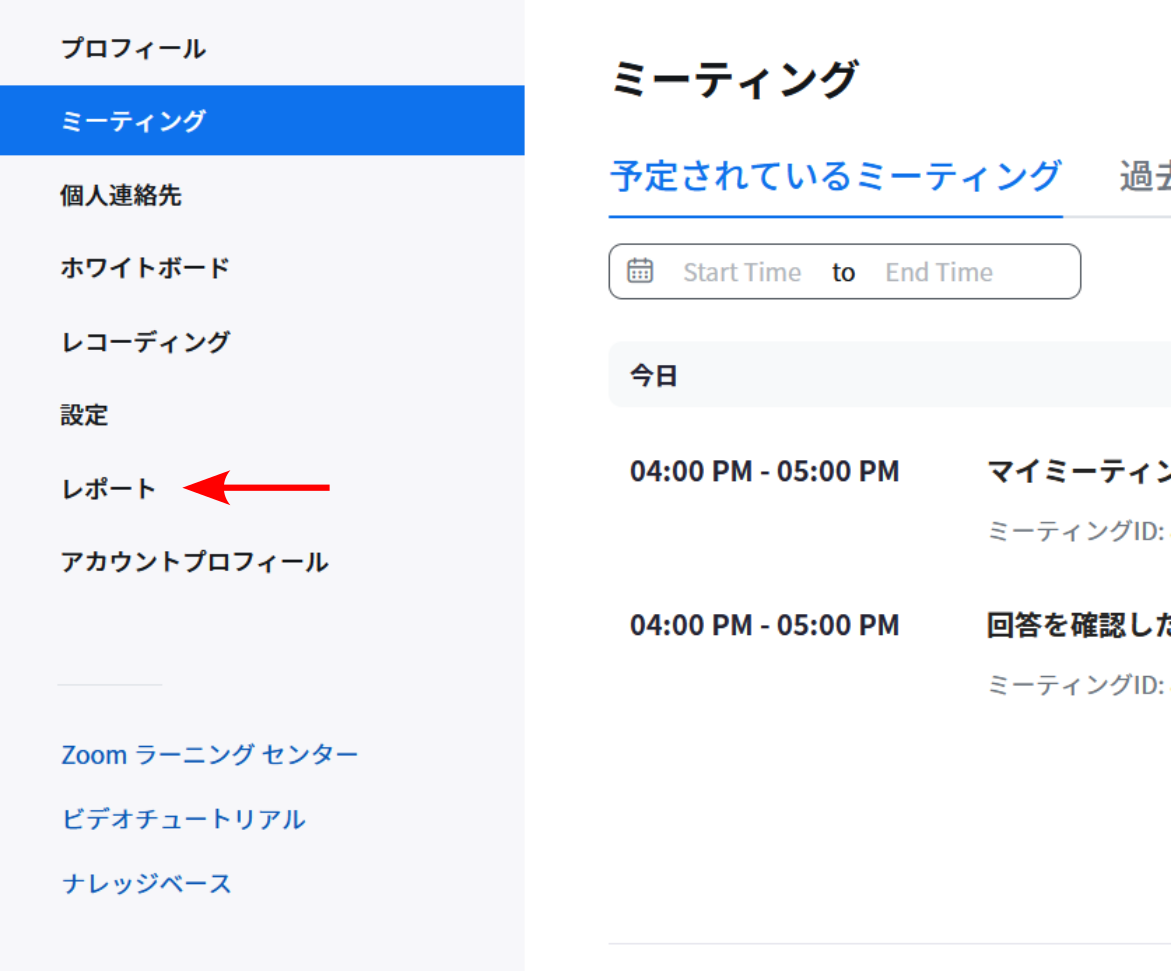 プロフィール
ミーティング
個人連絡先
ホワイトボード
レコーディング
設定
レポート
アカウントプロフィール
Zoom ラーニング センター
ビデオチュートリアル
ナレッジベース
ミーティング
予定されているミーティング 過去
Start Time to End Time
今日
04:00 PM - 05:00 PM マイミーティン
ミーティングID:
04:00 PM - 05:00 PM 回答を確認した
ミーティングID: